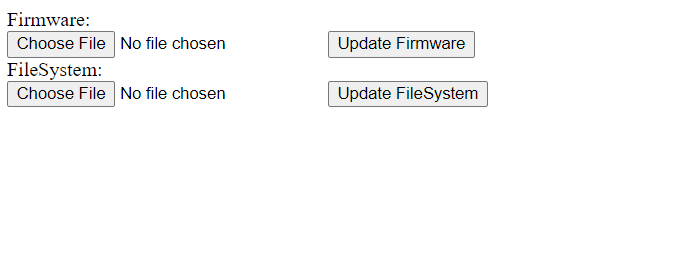 Firmware:
Choose File No file chosen Update Firmware
FileSystem:
Choose File No file chosen Update FileSystem